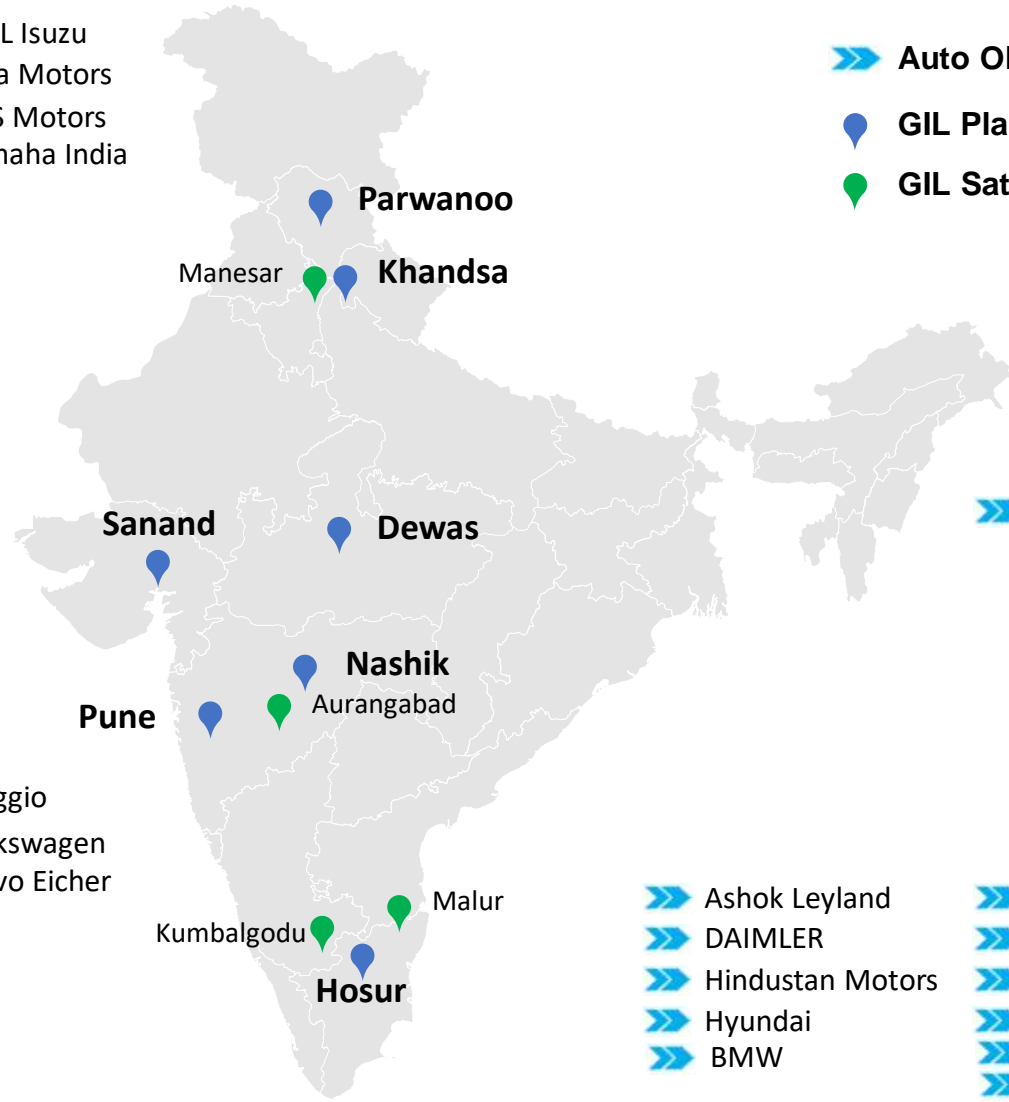 L Isuzu
a Motors
S Motors
naha India
Auto O
GIL Pla
GIL Sat
Parwanoo
Manesar
Khandsa
Sanand
Dewas
Nashik
Aurangabad
Pune
ggio
kswagen
vo Eicher
Malur
Kumbalgodu
Hosur
Ashok Leyland
DAIMLER
Hindustan Motors
Hyundai
BMW